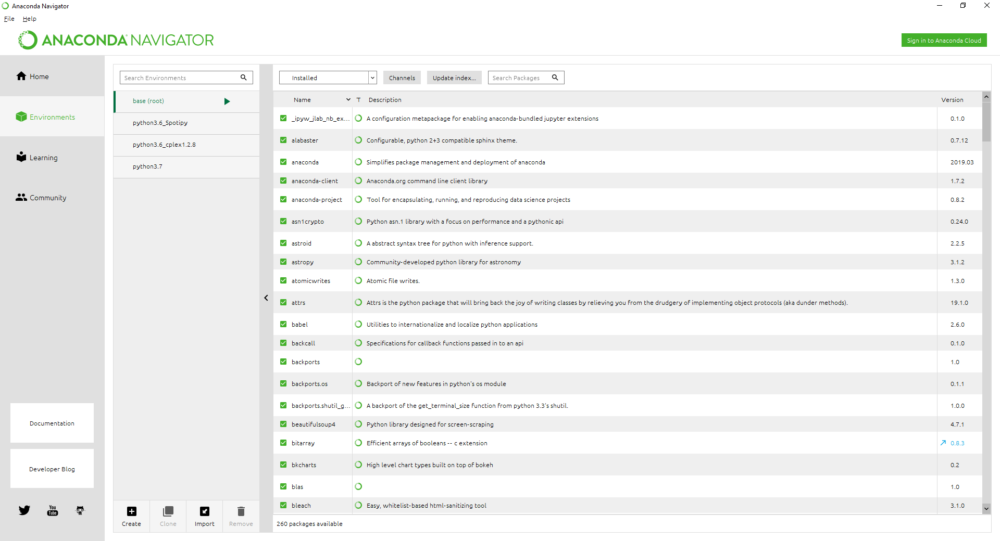 Anaconda Navigator
File Help
ANACONDA NAVIGATOR
Sign in to Anaconda Cloud
Home
Environments
Learning
Community
Documentation
Developer Blog
You Tube
Search Environments
base (root)
python3.6_Spotipy
python3.6_cplex1.2.8
python3.7
Create Clone Import Remove
Installed Channels Update index... Search Packages
Name T Description Version
_ipyw_jlab_nb_ex... A configuration metapackage for enabling anaconda-bundled jupyter extensions 0.1.0
alabaster Configurable, python 2+3 compatible sphinx theme. 0.7.12
anaconda Simplifies package management and deployment of anaconda 2019.03
anaconda-client Anaconda.org command line client library 1.7.2
anaconda-project Tool for encapsulating, running, and reproducing data science projects 0.8.2
asn1crypto Python asn.1 library with a focus on performance and a pythonic api 0.24.0
astroid A abstract syntax tree for python with inference support. 2.2.5
astropy Community-developed python library for astronomy 3.1.2
atomicwrites Atomic file writes. 1.3.0
attrs Attrs is the python package that will bring back the joy of writing classes by relieving you from the drudgery of implementing object protocols (aka dunder methods). 19.1.0
babel Utilities to internationalize and localize python applications 2.6.0
backcall Specifications for callback functions passed in to an api 0.1.0
backports 1.0
backports.os Backport of new features in python's os module 0.1.1
backports.shutil_g... A backport of the get_terminal_size function from python 3.3's shutil. 1.0.0
beautifulsoup4 Python library designed for screen-scraping 4.7.1
bitarray Efficient arrays of booleans -- c extension 0.8.3
bkcharts High level chart types built on top of bokeh 0.2
blas 1.0
bleach Easy, whitelist-based html-sanitizing tool 3.1.0
260 packages available